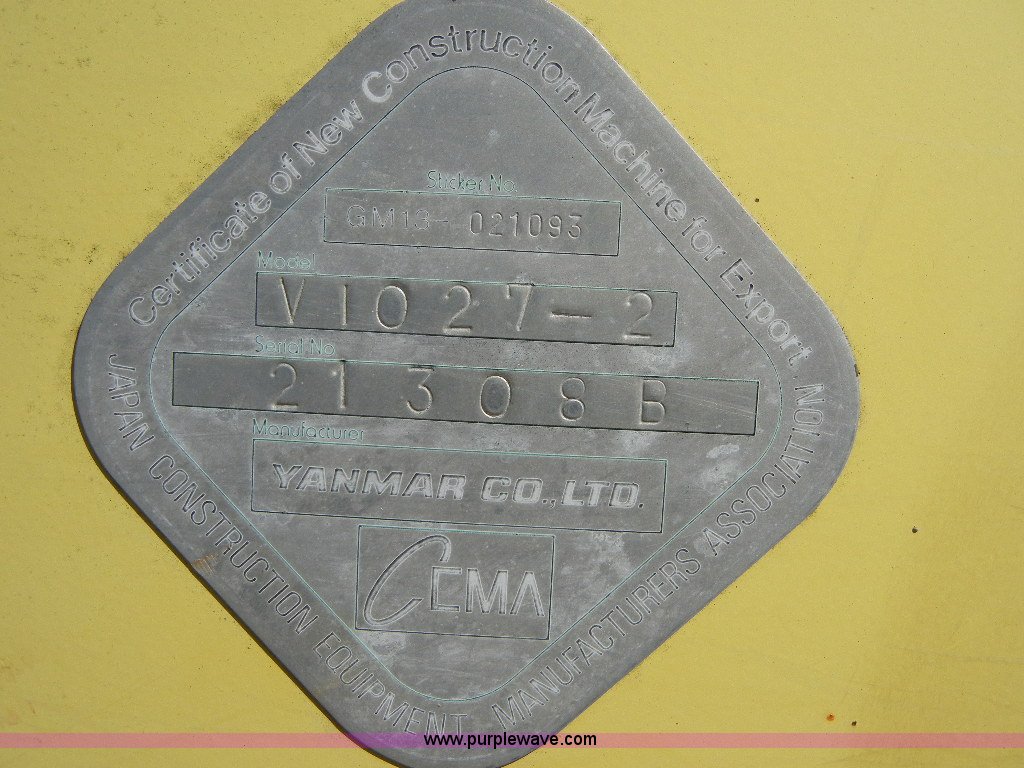 Certificate of New Construction Machine for Export
Sticker No.
GM13- 021093
Model
VIO27-2
Serial No
21308B
Manufacturer
YANMAR CO., LTD.
CEMA
JAPAN CONSTRUCTION EQUIPMENT MANUFACTURERS ASSOCIATION
www.purplewave.com